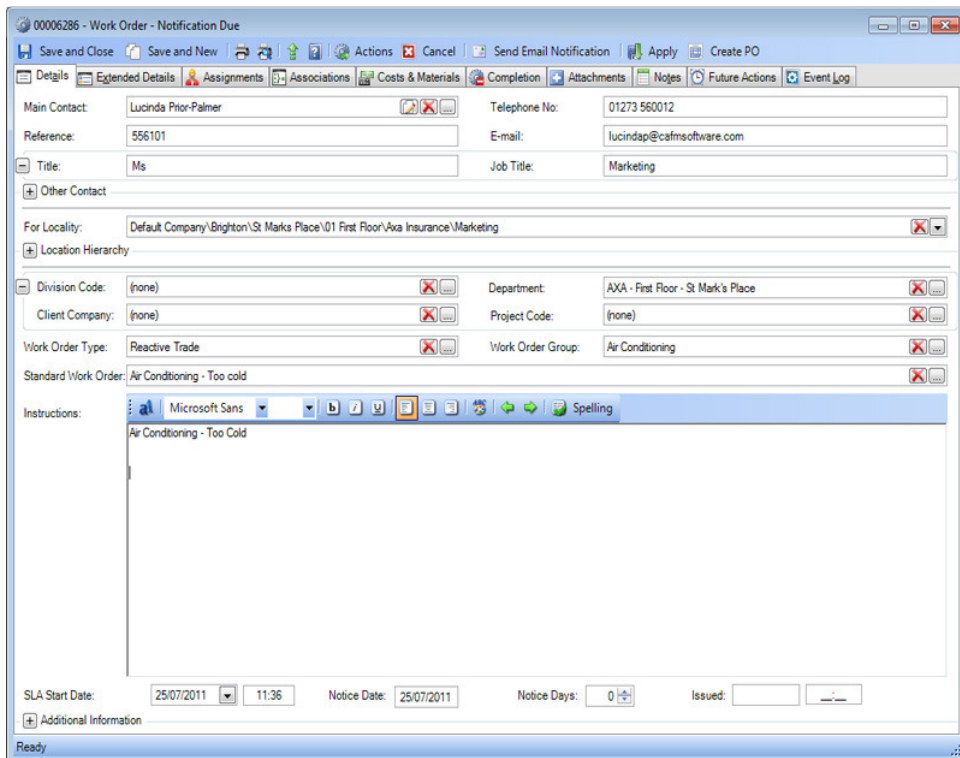 00006286 - Work Order - Notification Due
Save and Close Save and New Actions Cancel Send Email Notification Apply Create PO
Details Extended Details Assignments Associations Costs & Materials Completion Attachments Notes Future Actions Event Log
Main Contact: Lucinda Prior-Palmer Telephone No: 01273 560012
Reference: 556101 E-mail: lucindap@cafmsoftware.com
Title: Ms Job Title: Marketing
Other Contact
For Locality: Default Company\Brighton\St Marks Place\01 First Floor\Axa Insurance\Marketing
Location Hierarchy
Division Code: (none) Department: AXA - First Floor - St Mark's Place
Client Company: (none) Project Code: (none)
Work Order Type: Reactive Trade Work Order Group: Air Conditioning
Standard Work Order: Air Conditioning - Too cold
Instructions: a Microsoft Sans b i u Spelling
Air Conditioning - Too Cold
SLA Start Date: 25/07/2011 11:36 Notice Date: 25/07/2011 Notice Days: 0 Issued: __:__
Additional Information
Ready